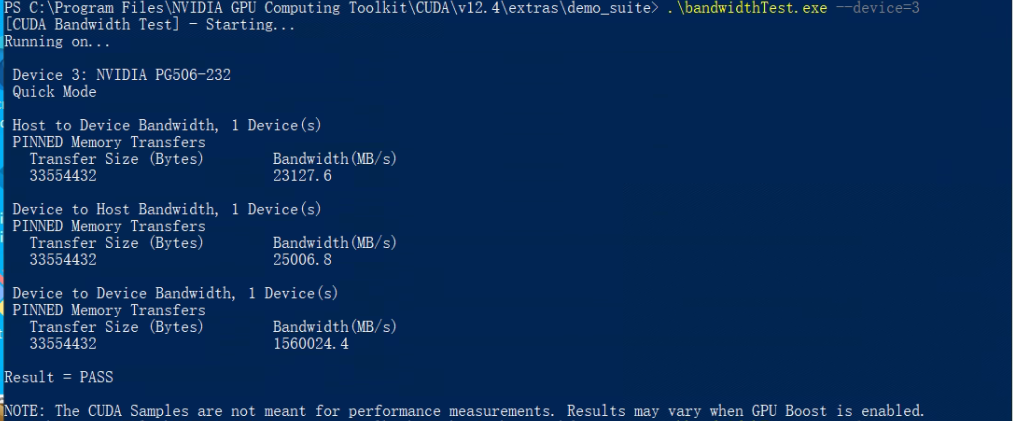 PS C:\Program Files\NVIDIA GPU Computing Toolkit\CUDA\v12.4\extras\demo_suite> .\bandwidthTest.exe --device=3
[CUDA Bandwidth Test] - Starting...
Running on...
Device 3: NVIDIA PG506-232
Quick Mode
Host to Device Bandwidth, 1 Device(s)
PINNED Memory Transfers
Transfer Size (Bytes) Bandwidth(MB/s)
33554432 23127.6
Device to Host Bandwidth, 1 Device(s)
PINNED Memory Transfers
Transfer Size (Bytes) Bandwidth(MB/s)
33554432 25006.8
Device to Device Bandwidth, 1 Device(s)
PINNED Memory Transfers
Transfer Size (Bytes) Bandwidth(MB/s)
33554432 1560024.4
Result = PASS
NOTE: The CUDA Samples are not meant for performance measurements. Results may vary when GPU Boost is enabled.